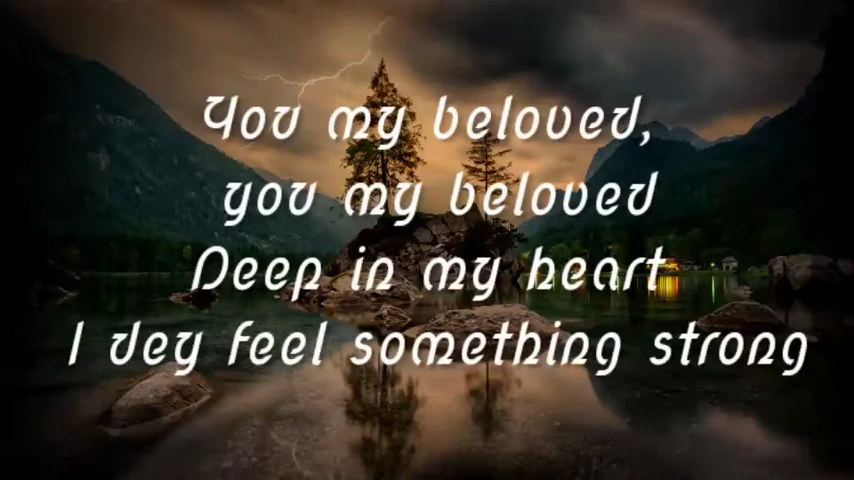 You my beloved,
you my beloved
Deep in my heart
I dey feel something strong